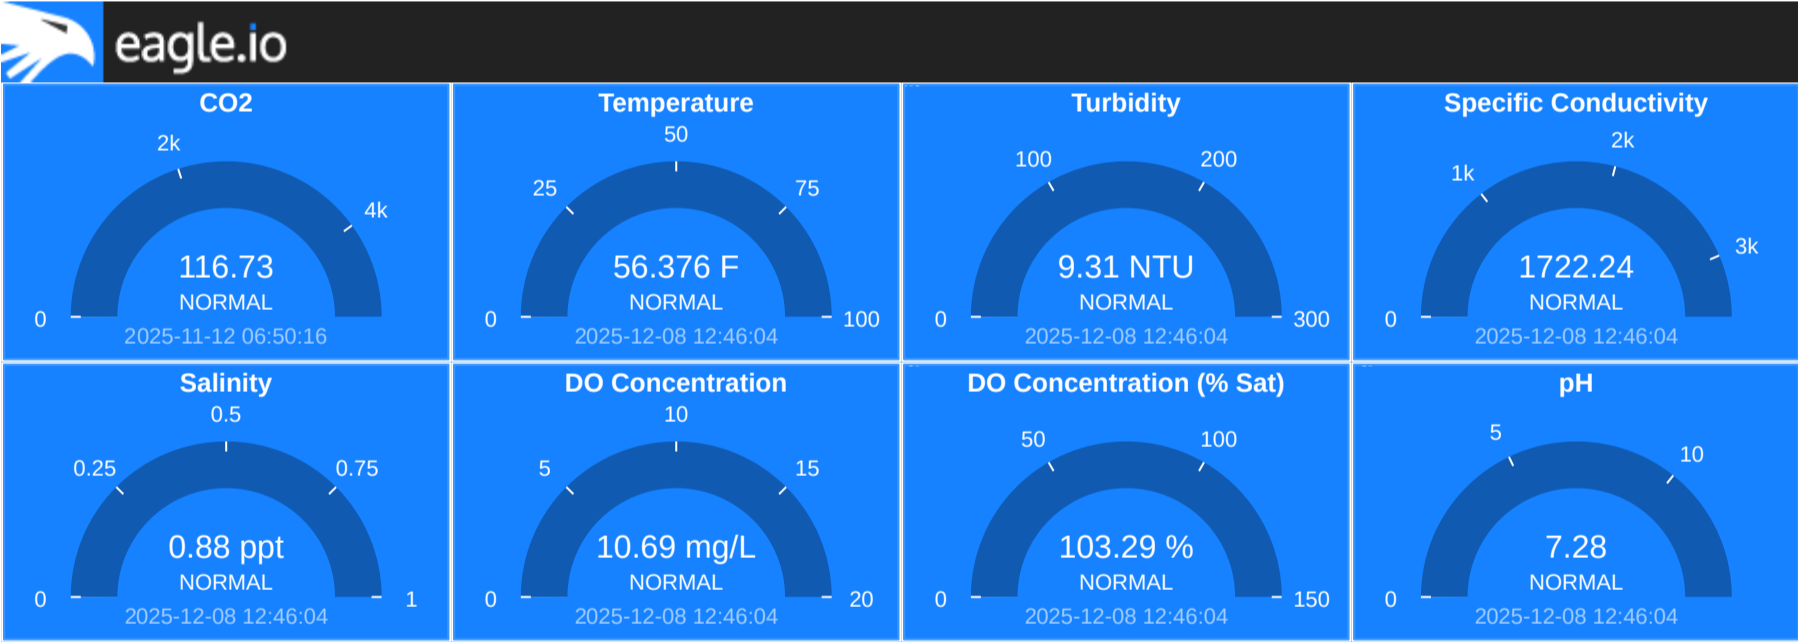 eagle.io
CO2
2k
4k
0
116.73
NORMAL
2025-11-12 06:50:16
Temperature
50
25
75
0
100
56.376 F
NORMAL
2025-12-08 12:46:04
Turbidity
100
200
0
300
9.31 NTU
NORMAL
2025-12-08 12:46:04
Specific Conductivity
2k
1k
3k
0
1722.24
NORMAL
2025-12-08 12:46:04
Salinity
0.5
0.25
0.75
0
1
0.88 ppt
NORMAL
2025-12-08 12:46:04
DO Concentration
10
5
15
0
20
10.69 mg/L
NORMAL
2025-12-08 12:46:04
DO Concentration (% Sat)
50
100
0
150
103.29 %
NORMAL
2025-12-08 12:46:04
pH
5
10
0
7.28
NORMAL
2025-12-08 12:46:04